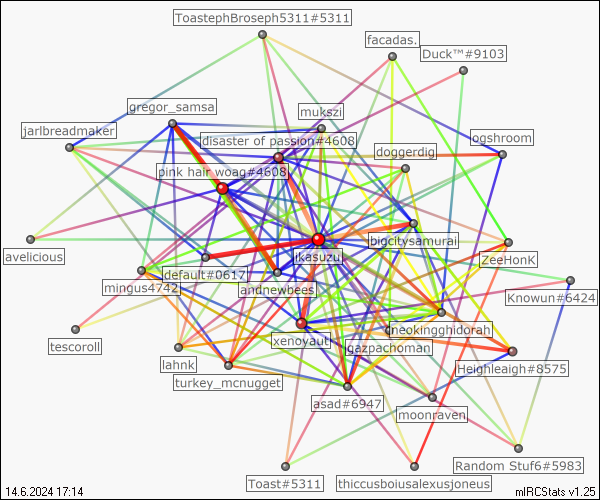 ToastephBroseph5311#5311
facadas.
Duck™#9103
gregor_samsa
mukszi
jarlbreadmaker
disaster of passion#4608
ogshroom
doggerdig
pink hair woag#4608
avelicious
ikasuzu
bigcitysamurai
ZeeHonK
default#0617
mingus4742
andnewbees
Knowun#6424
neokingghidorah
tescoroll
xenoyaut
gazpachoman
lahnk
Heighleaigh#8575
turkey_mcnugget
asad#6947
moonraven
Random Stuf6#5983
Toast#5311
thiccusboiusalexusjoneus
14.6.2024 17:14
mIRCStats v1.25